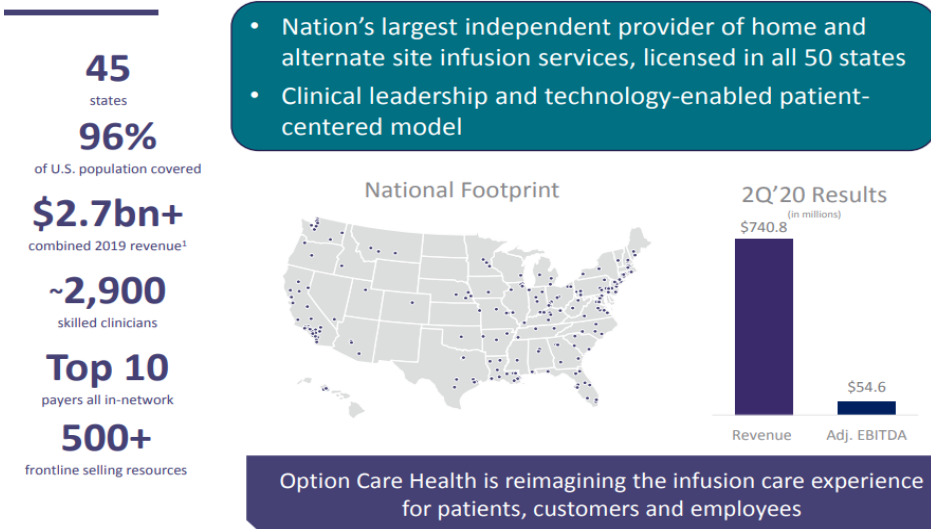 45
states
96%
of U.S. population covered
$2.7bn+
combined 2019 revenue¹
~2,900
skilled clinicians
Top 10
payers all in-network
500+
frontline selling resources
• Nation’s largest independent provider of home and
alternate site infusion services, licensed in all 50 states
• Clinical leadership and technology-enabled patient-
centered model
National Footprint
2Q’20 Results
(in millions)
$740.8
$54.6
Revenue
Adj. EBITDA
Option Care Health is reimagining the infusion care experience
for patients, customers and employees